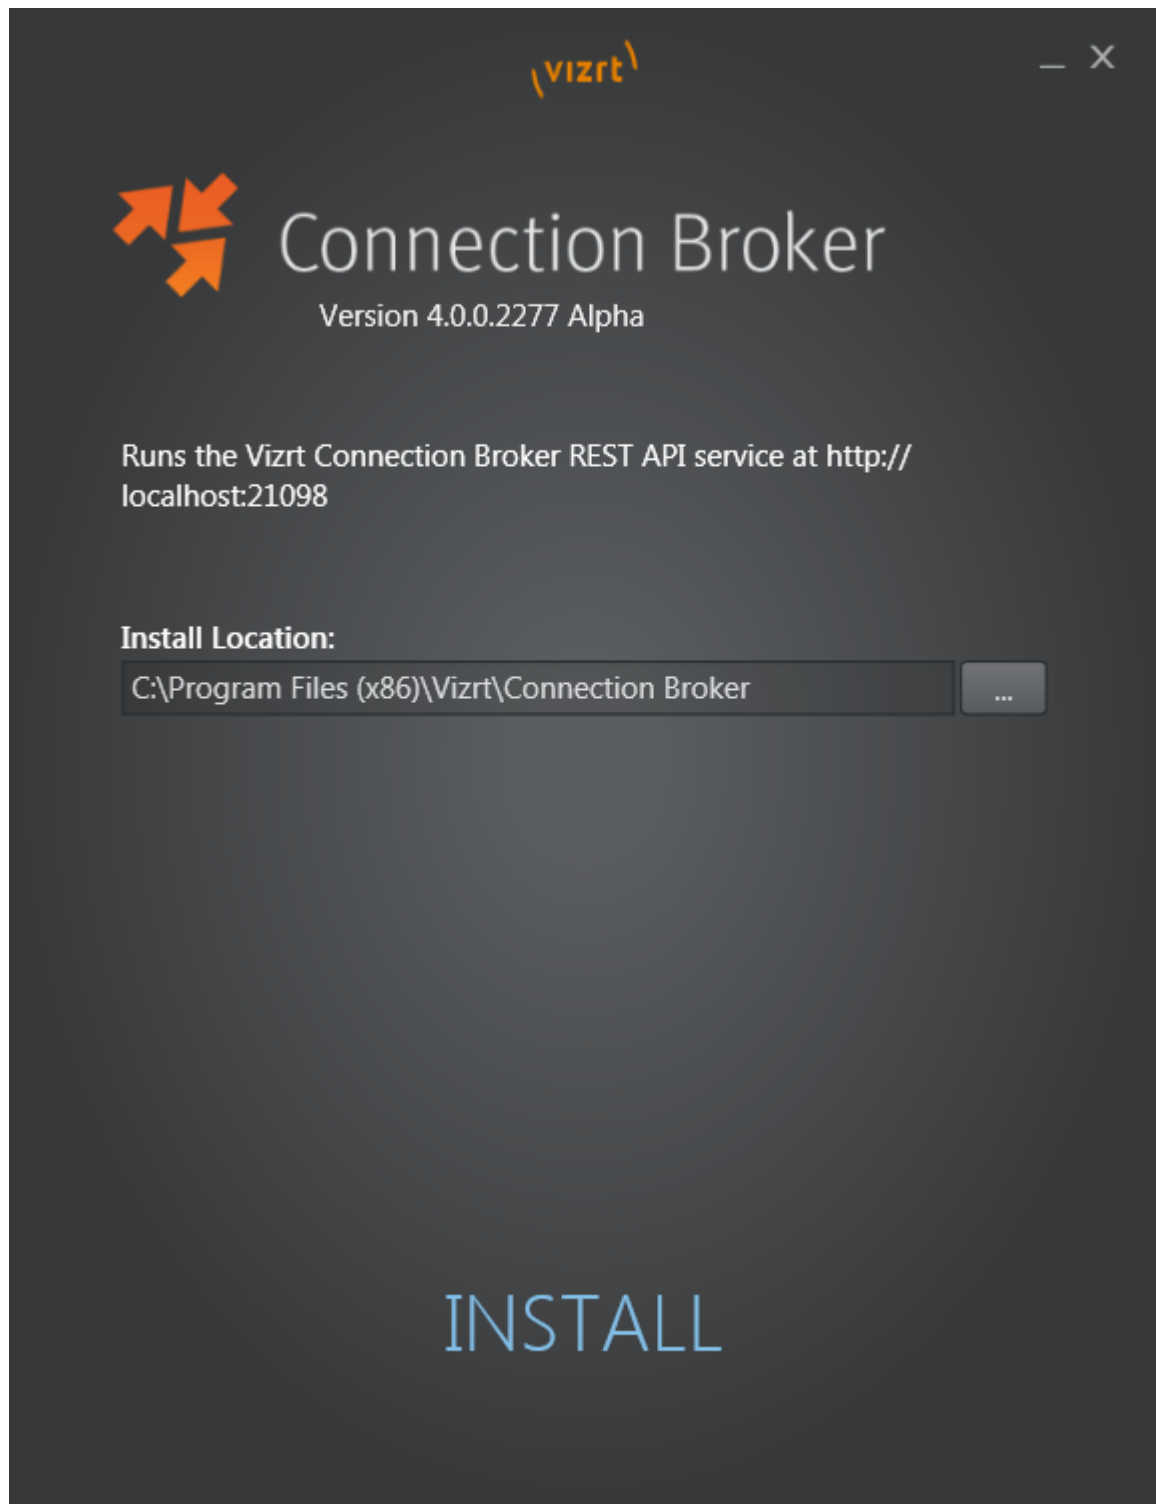 vizrt
Connection Broker
Version 4.0.0.2277 Alpha
Runs the Vizrt Connection Broker REST API service at http://
localhost:21098
Install Location:
C:\Program Files (x86)\Vizrt\Connection Broker
...
INSTALL